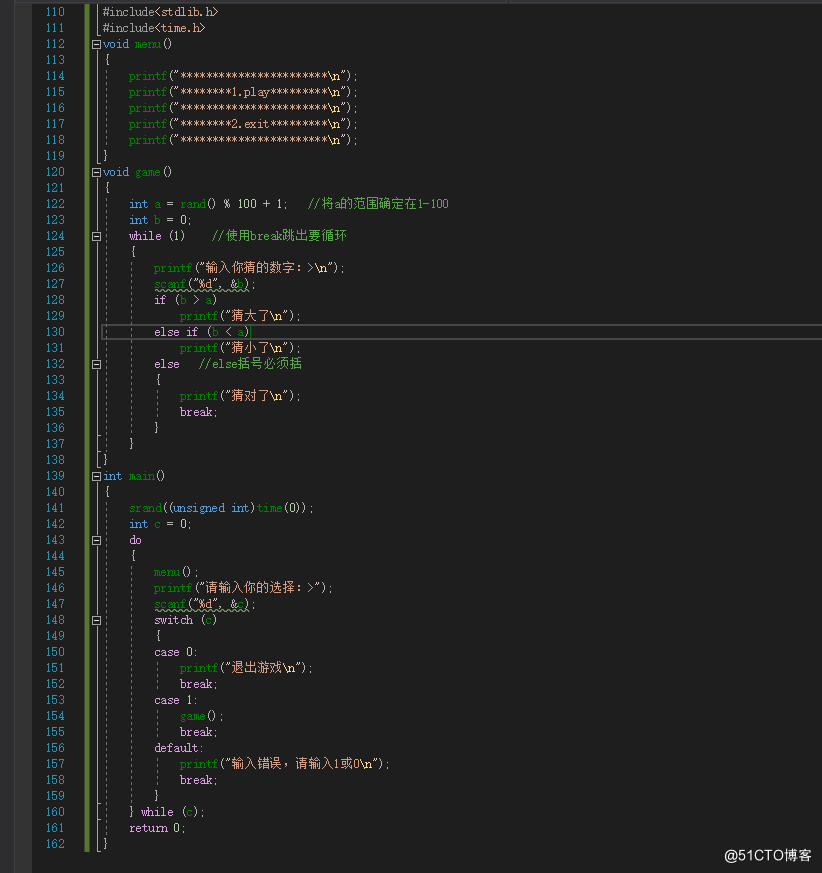 110 #include<stdlib.h>
111 #include<time.h>
112 void menu()
113 {
114 printf("***********************\n");
115 printf("********1.play*********\n");
116 printf("***********************\n");
117 printf("********2.exit*********\n");
118 printf("***********************\n");
119 }
120 void game()
121 {
122 int a = rand() % 100 + 1; //将a的范围确定在1-100
123 int b = 0;
124 while (1) //使用break跳出要循环
125 {
126 printf("输入你猜的数字：>\n");
127 scanf("%d", &b);
128 if (b > a)
129 printf("猜大了\n");
130 else if (b < a)
131 printf("猜小了\n");
132 else //else括号必须括
133 {
134 printf("猜对了\n");
135 break;
136 }
137 }
138 }
139 int main()
140 {
141 srand((unsigned int)time(0));
142 int c = 0;
143 do
144 {
145 menu();
146 printf("请输入你的选择：>");
147 scanf("%d", &c);
148 switch (c)
149 {
150 case 0:
151 printf("退出游戏\n");
152 break;
153 case 1:
154 game();
155 break;
156 default:
157 printf("输入错误，请输入1或0\n");
158 break;
159 }
160 } while (c);
161 return 0;
162 }
@51CTO博客